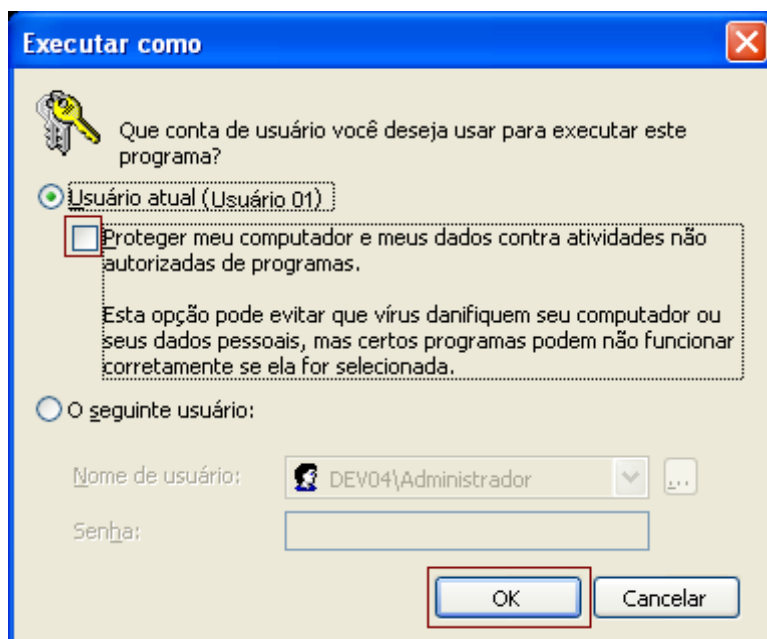 Executar como
Que conta de usuário você deseja usar para executar este
programa?
Usuário atual (Usuário 01)
Proteger meu computador e meus dados contra atividades não
autorizadas de programas.
Esta opção pode evitar que vírus danifiquem seu computador ou
seus dados pessoais, mas certos programas podem não funcionar
corretamente se ela for selecionada.
O seguinte usuário:
Nome de usuário: DEV04\Administrador ...
Senha:
OK Cancelar